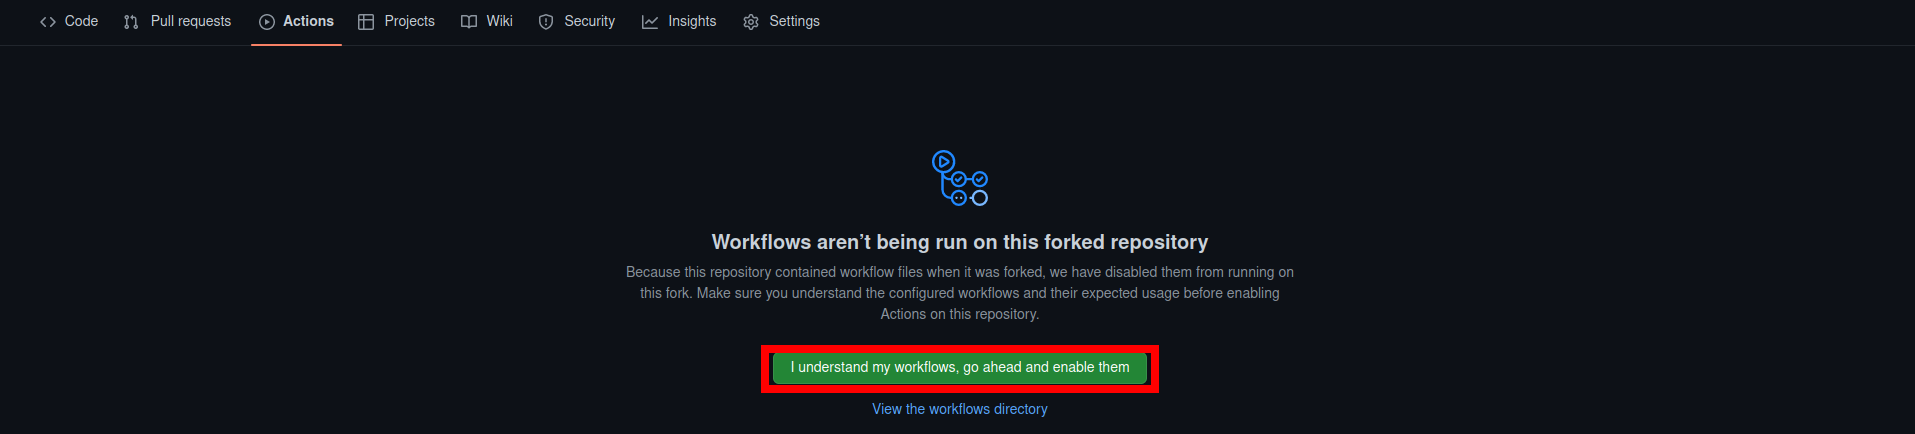 Code Pull requests Actions Projects Wiki Security Insights Settings
Workflows aren’t being run on this forked repository
Because this repository contained workflow files when it was forked, we have disabled them from running on
this fork. Make sure you understand the configured workflows and their expected usage before enabling
Actions on this repository.
I understand my workflows, go ahead and enable them
View the workflows directory